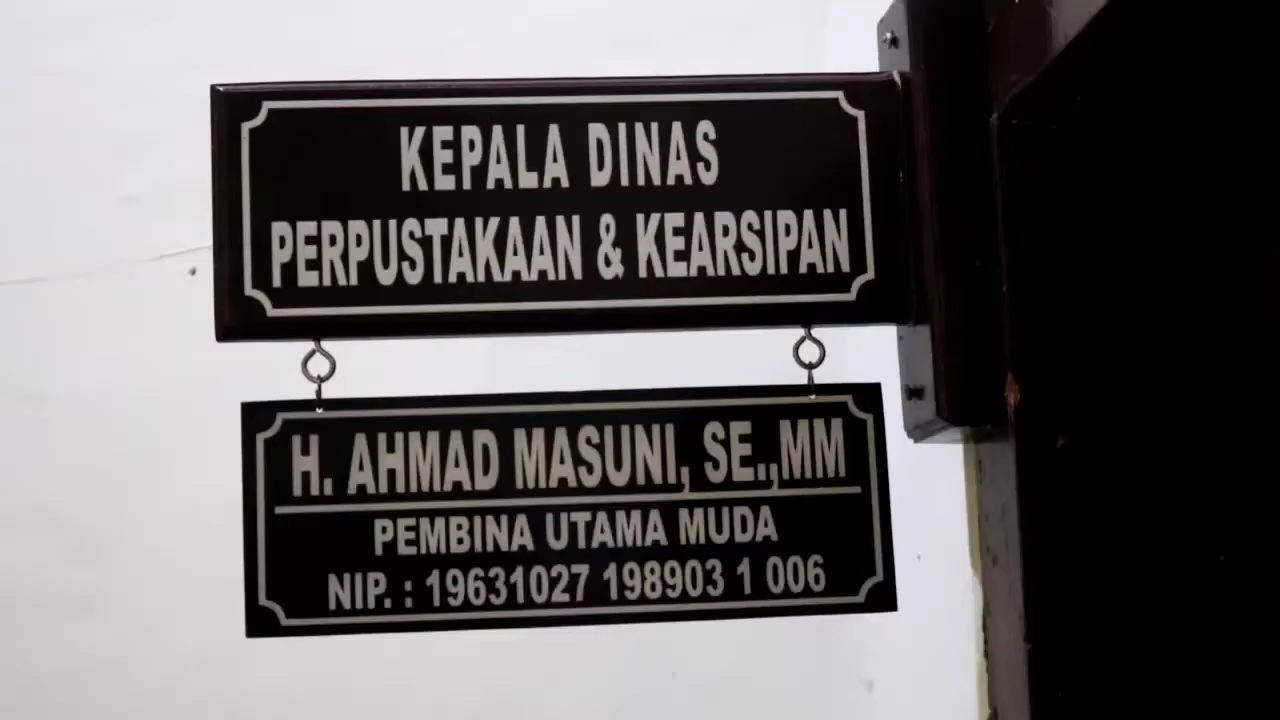 KEPALA DINAS
PERPUSTAKAAN & KEARSIPAN
H. AHMAD MASUNI, SE.,MM
PEMBINA UTAMA MUDA
NIP. : 19631027 198903 1 006